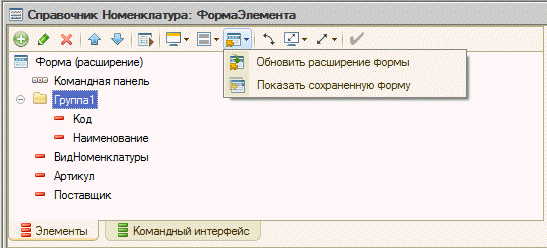 Справочник Номенклатура: ФормаЭлемента
Форма (расширение)
Обновить расширение формы
Командная панель
Показать сохраненную форму
Группа1
Код
Наименование
ВидНоменклатуры
Артикул
Поставщик
Элементы
Командный интерфейс